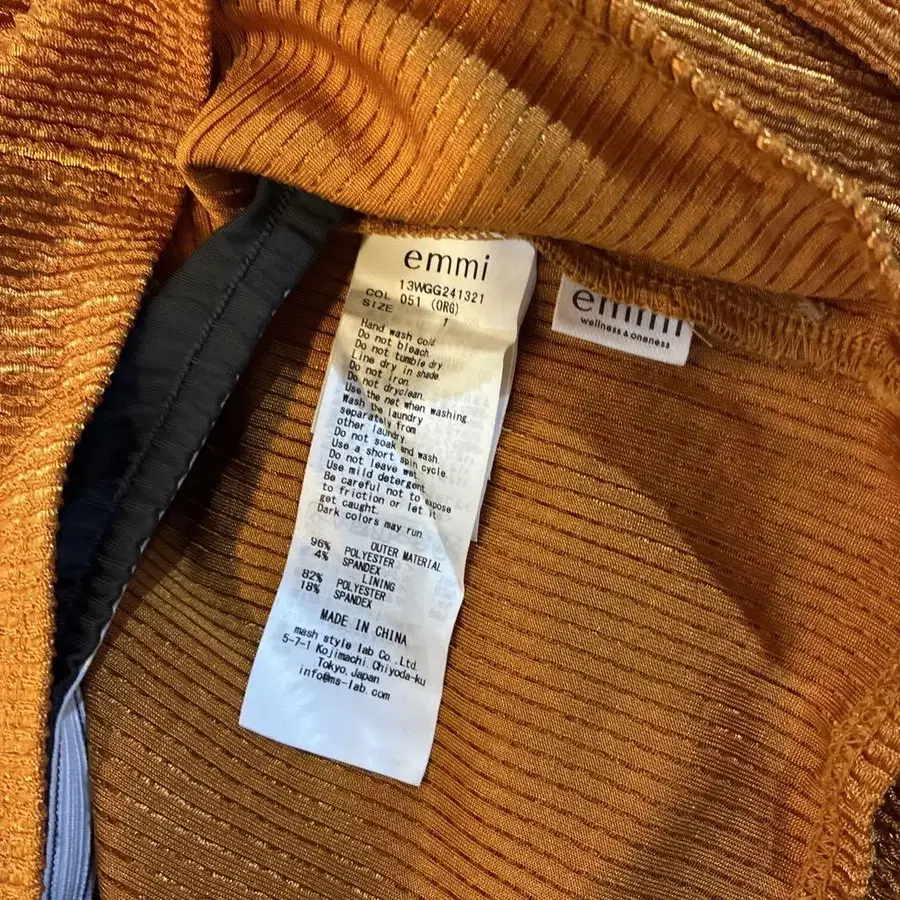 emmi
13WGG241321
COL 051 (ORG)
SIZE 1
Hand wash cold.
Do not bleach.
Do not tumble dry.
Line dry in shade.
Do not iron.
Do not dryclean.
Use the net when washing
Wash the laundry
separately from
other laundry.
Do not soak and wash.
Use a short spin cycle.
Do not leave wet.
Use mild detergent.
Be careful not to expose
to friction or let it
get caught.
Dark colors may run.
OUTER MATERIAL
96% POLYESTER
4% SPANDEX
LINING
82% POLYESTER
18% SPANDEX
MADE IN CHINA
mash style lab Co.,Ltd.
5-7-1 Kojimachi,Chiyoda-ku
Tokyo,Japan
info@ms-lab.com
emmi
wellness & oneness